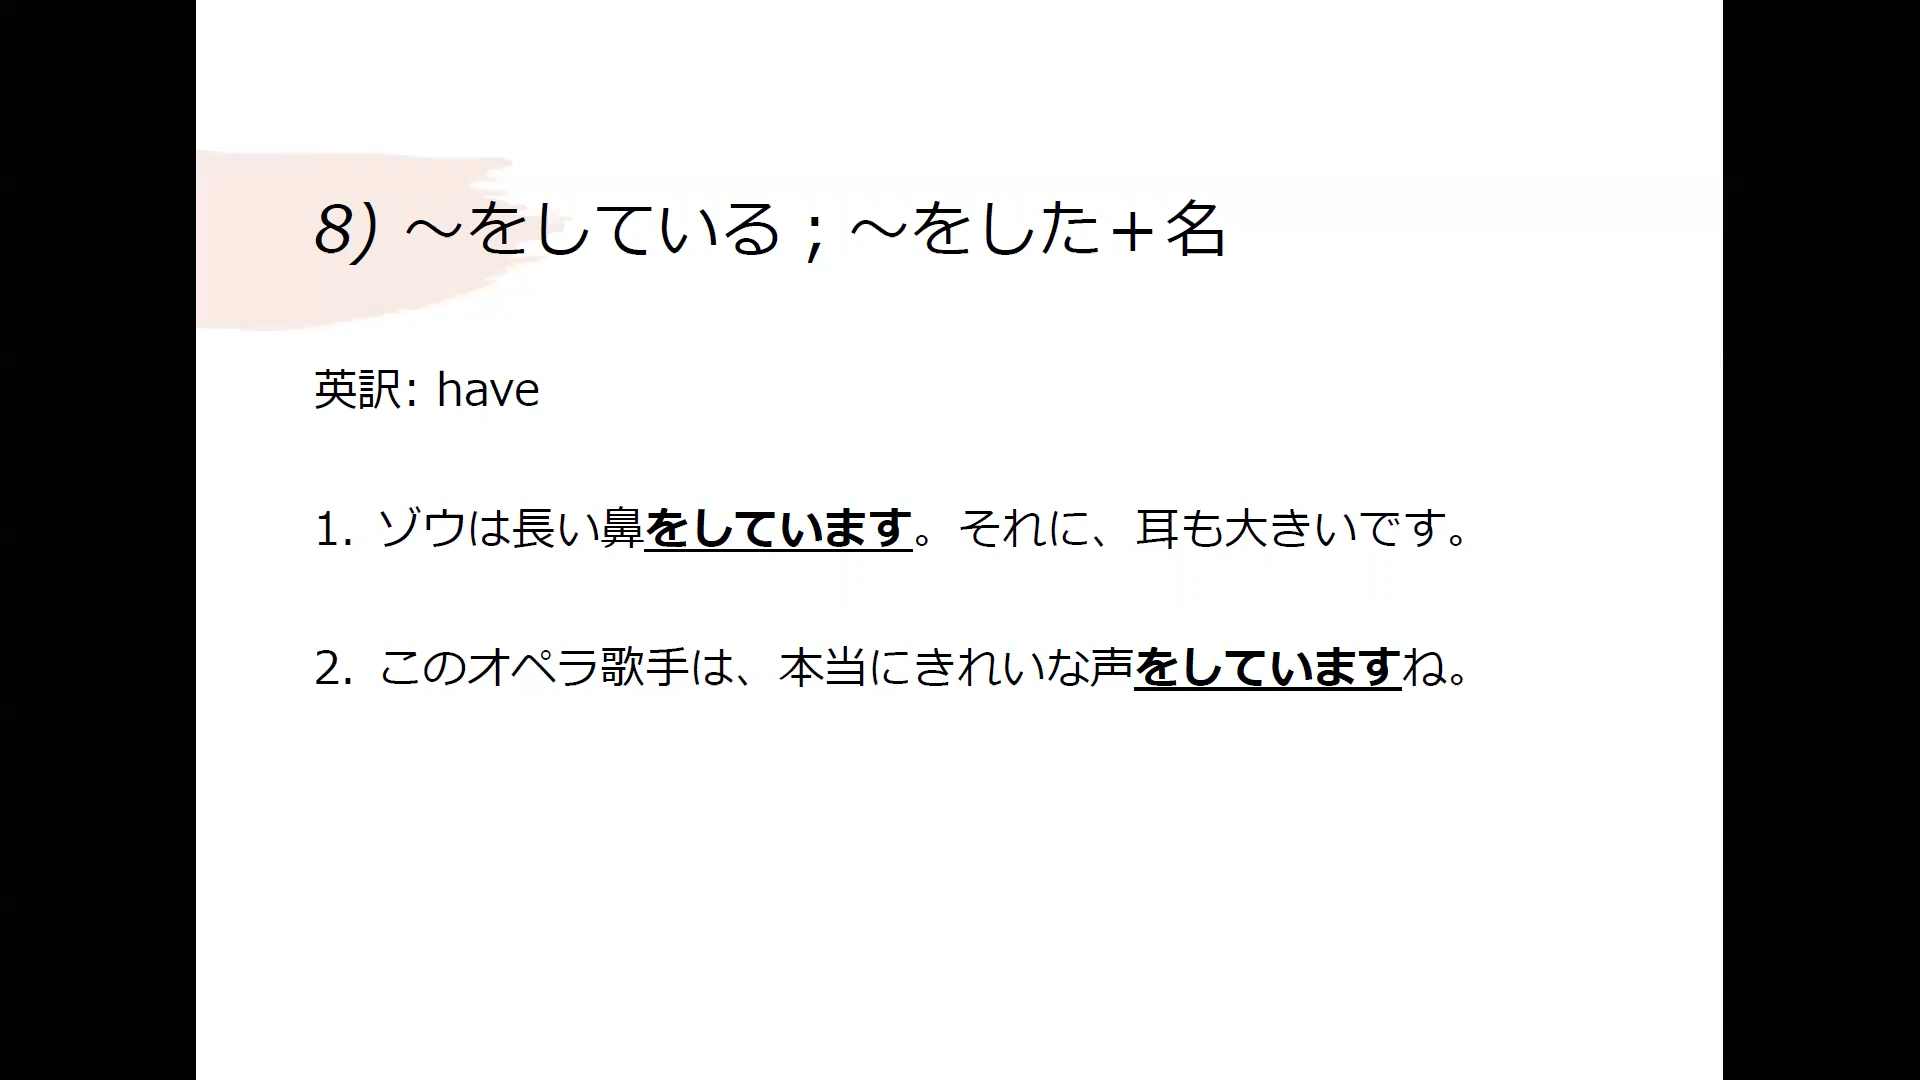 8) ～をしている；～をした＋名
英訳: have
1. ゾウは長い鼻をしています。それに、耳も大きいです。
2. このオペラ歌手は、本当にきれいな声をしていますね。